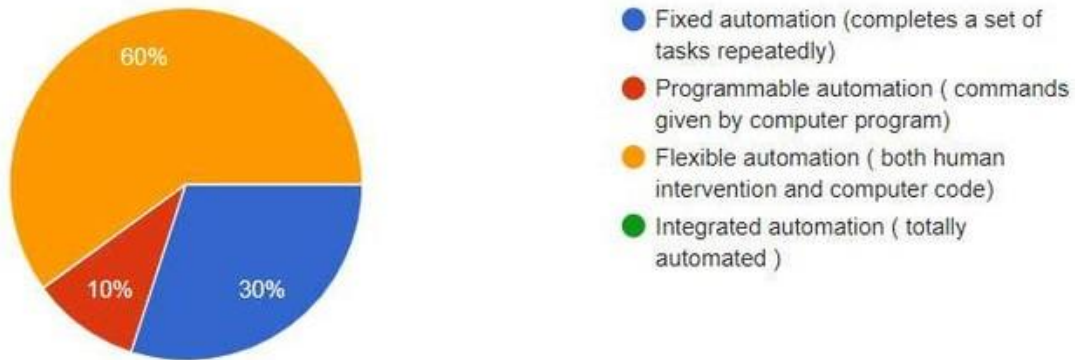 60%
10%
30%
Fixed automation (completes a set of
tasks repeatedly)
Programmable automation ( commands
given by computer program)
Flexible automation ( both human
intervention and computer code)
Integrated automation ( totally
automated )